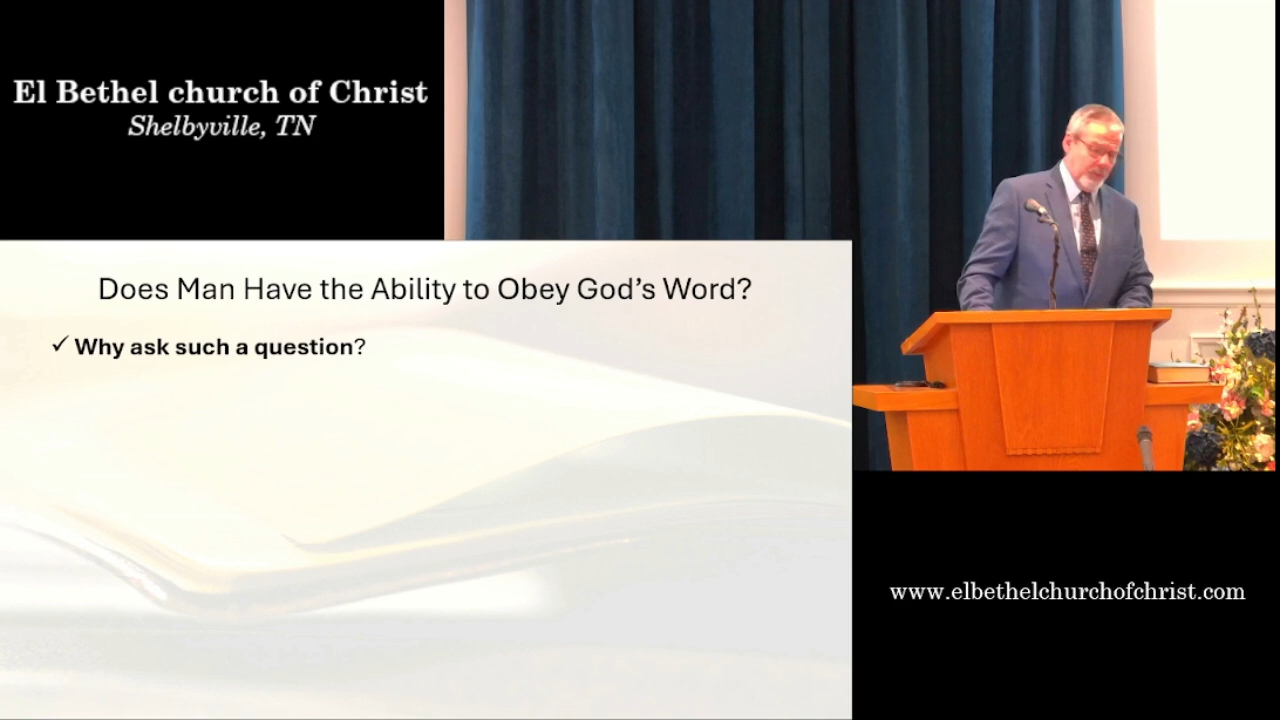 El Bethel church of Christ
Shelbyville, TN
Does Man Have the Ability to Obey God's Word?
✓ Why ask such a question?
www.elbethelchurchofchrist.com